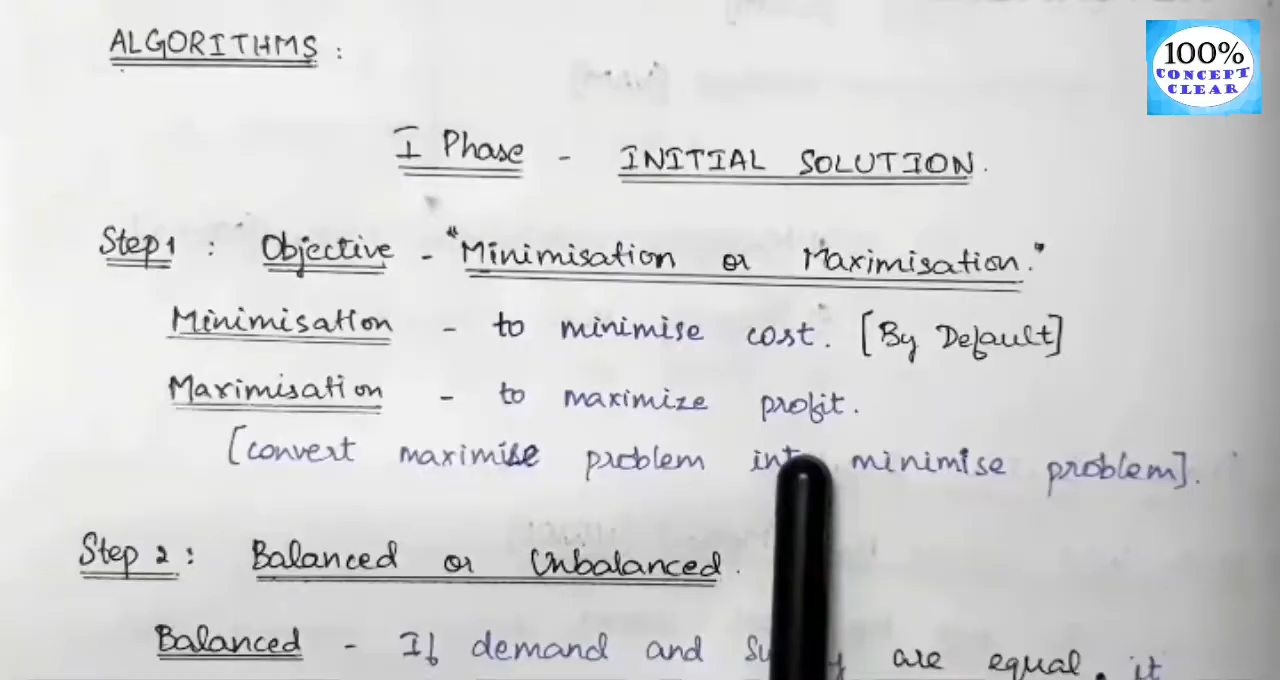 ALGORITHMS :
100%
CONCEPT
CLEAR
I Phase - INITIAL SOLUTION.
Step 1 : Objective - "Minimisation or Maximisation."
Minimisation - to minimise cost. [By Default]
Maximisation - to maximize profit.
[convert maximise problem into minimise problem].
Step 2 : Balanced or Unbalanced.
Balanced - If demand and are equal, it